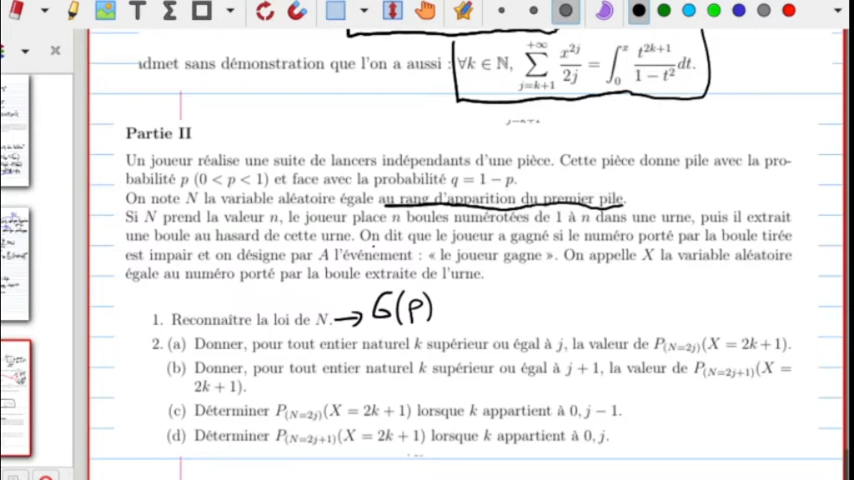 T Σ
udmet sans démonstration que l'on a aussi : ∀k ∈ ℕ, \sum_{j=k+1}^{+∞} \frac{x^{2j}}{2j} = \int_0^x \frac{t^{2k+1}}{1-t^2} dt.
Partie II
Un joueur réalise une suite de lancers indépendants d'une pièce. Cette pièce donne pile avec la pro-
babilité p (0 < p < 1) et face avec la probabilité q = 1 − p.
On note N la variable aléatoire égale au rang d'apparition du premier pile.
Si N prend la valeur n, le joueur place n boules numérotées de 1 à n dans une urne, puis il extrait
une boule au hasard de cette urne. On dit que le joueur a gagné si le numéro porté par la boule tirée
est impair et on désigne par A l'événement : « le joueur gagne ». On appelle X la variable aléatoire
égale au numéro porté par la boule extraite de l'urne.
1. Reconnaître la loi de N. → G(p)
2. (a) Donner, pour tout entier naturel k supérieur ou égal à j, la valeur de P_{(N=2j)}(X = 2k + 1).
(b) Donner, pour tout entier naturel k supérieur ou égal à j + 1, la valeur de P_{(N=2j+1)}(X =
2k + 1).
(c) Déterminer P_{(N=2j)}(X = 2k + 1) lorsque k appartient à 0, j − 1.
(d) Déterminer P_{(N=2j+1)}(X = 2k + 1) lorsque k appartient à 0, j.